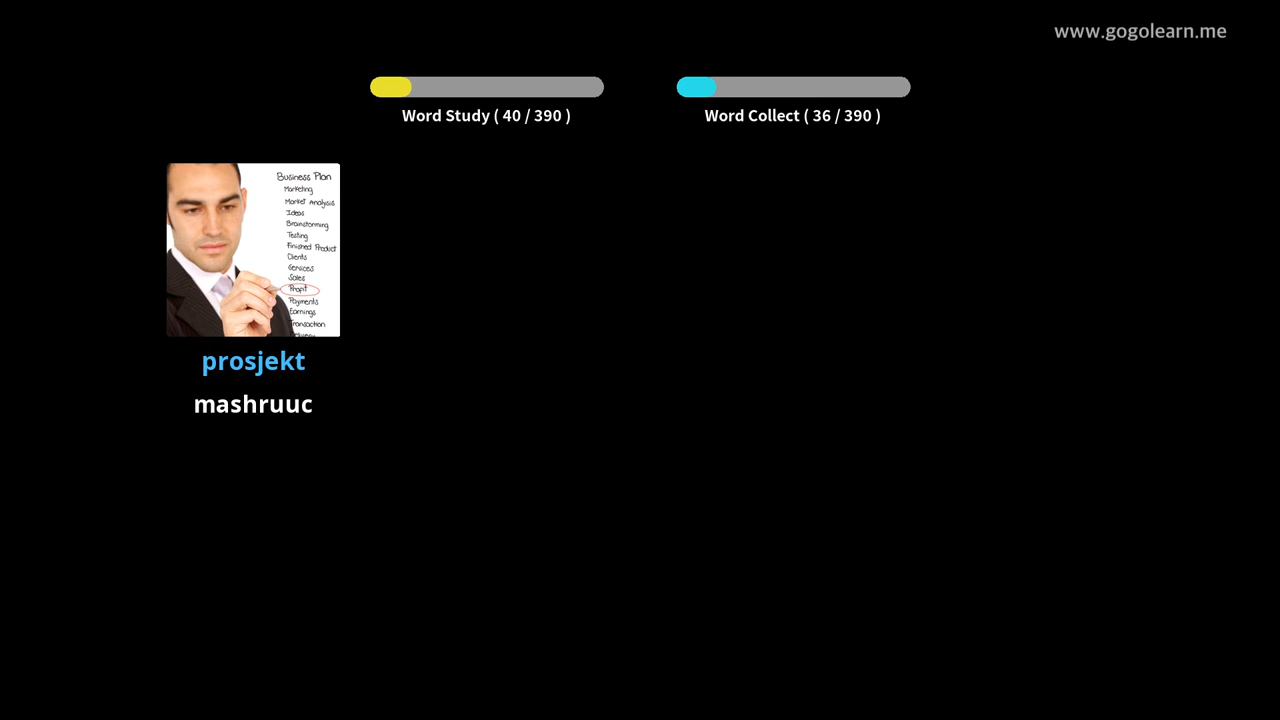 www.gogolearn.me
Word Study ( 40 / 390 )
Word Collect ( 36 / 390 )
Business Plan
Marketing
Market Analysis
Ideas
Brainstorming
Testing
Finished Product
Clients
Services
Sales
Profit
Payments
Earnings
Transaction
prosjekt
mashruuc